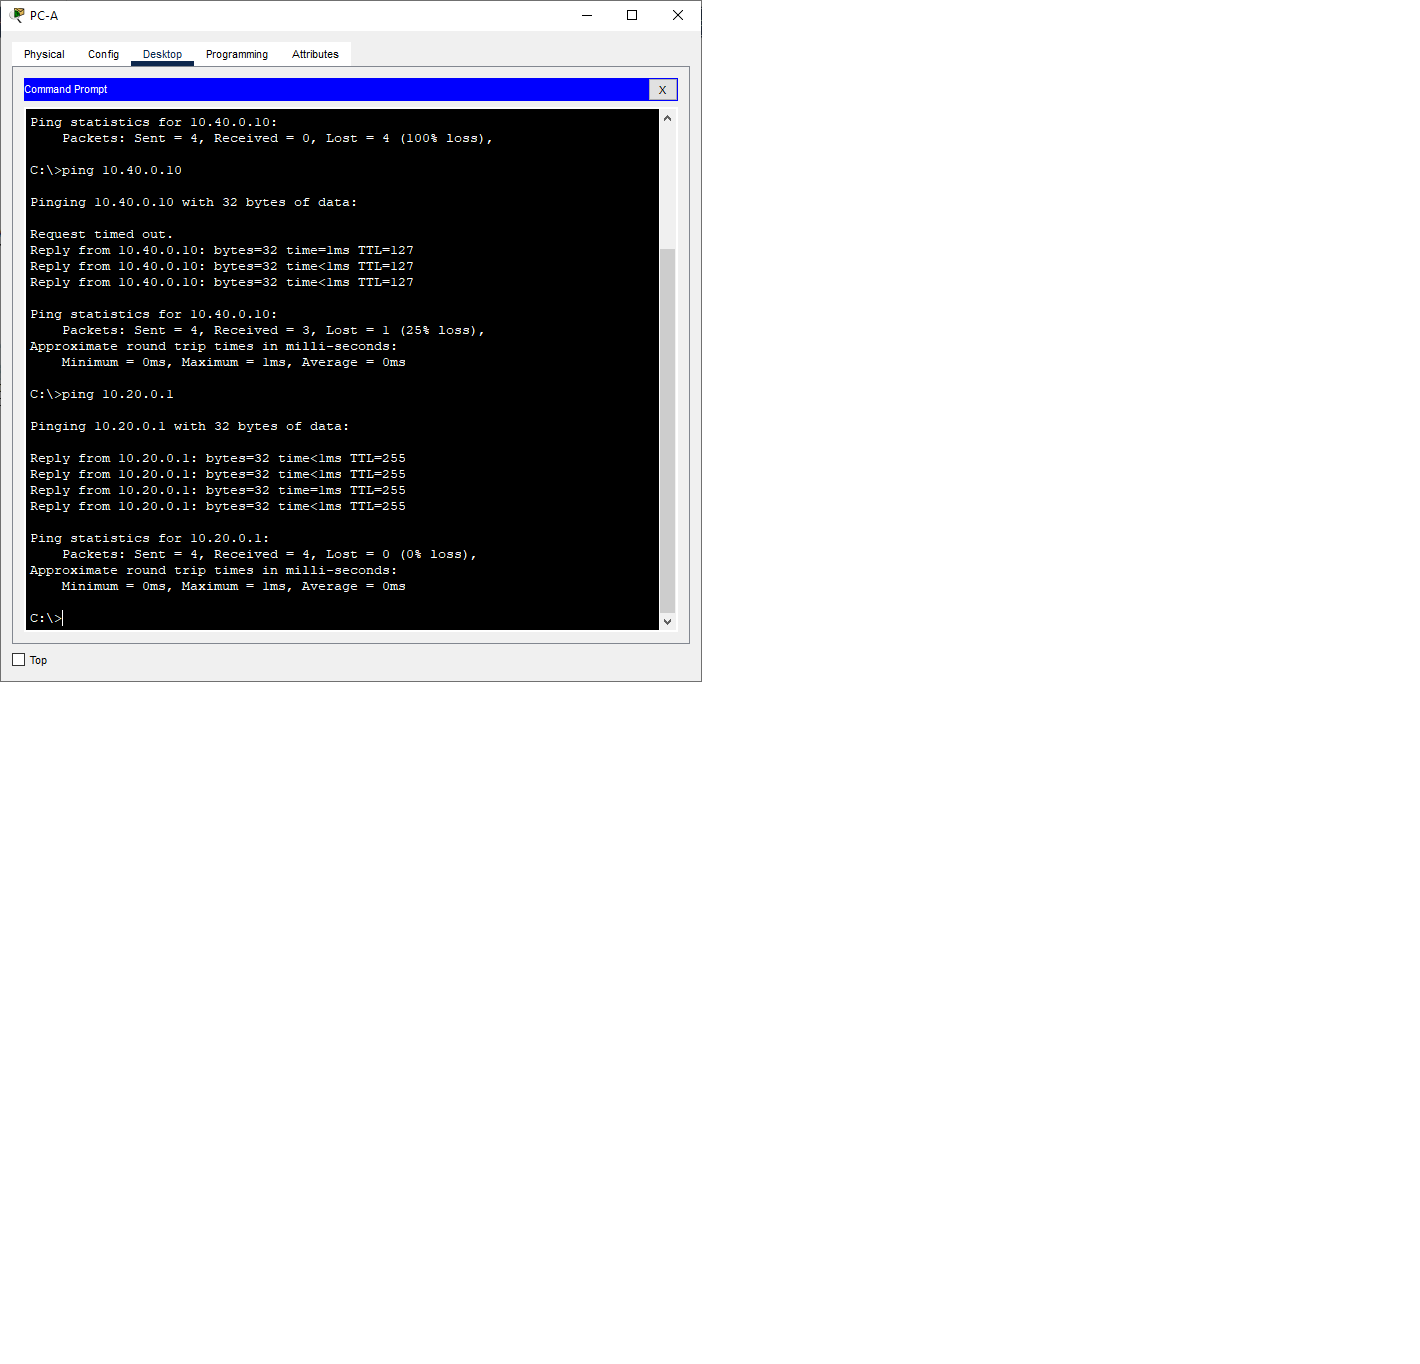 PC-A
Physical Config Desktop Programming Attributes
Command Prompt X
Ping statistics for 10.40.0.10:
    Packets: Sent = 4, Received = 0, Lost = 4 (100% loss),
C:\>ping 10.40.0.10
Pinging 10.40.0.10 with 32 bytes of data:
Request timed out.
Reply from 10.40.0.10: bytes=32 time=1ms TTL=127
Reply from 10.40.0.10: bytes=32 time<1ms TTL=127
Reply from 10.40.0.10: bytes=32 time<1ms TTL=127
Ping statistics for 10.40.0.10:
    Packets: Sent = 4, Received = 3, Lost = 1 (25% loss),
Approximate round trip times in milli-seconds:
    Minimum = 0ms, Maximum = 1ms, Average = 0ms
C:\>ping 10.20.0.1
Pinging 10.20.0.1 with 32 bytes of data:
Reply from 10.20.0.1: bytes=32 time<1ms TTL=255
Reply from 10.20.0.1: bytes=32 time<1ms TTL=255
Reply from 10.20.0.1: bytes=32 time=1ms TTL=255
Reply from 10.20.0.1: bytes=32 time<1ms TTL=255
Ping statistics for 10.20.0.1:
    Packets: Sent = 4, Received = 4, Lost = 0 (0% loss),
Approximate round trip times in milli-seconds:
    Minimum = 0ms, Maximum = 1ms, Average = 0ms
C:\>
Top